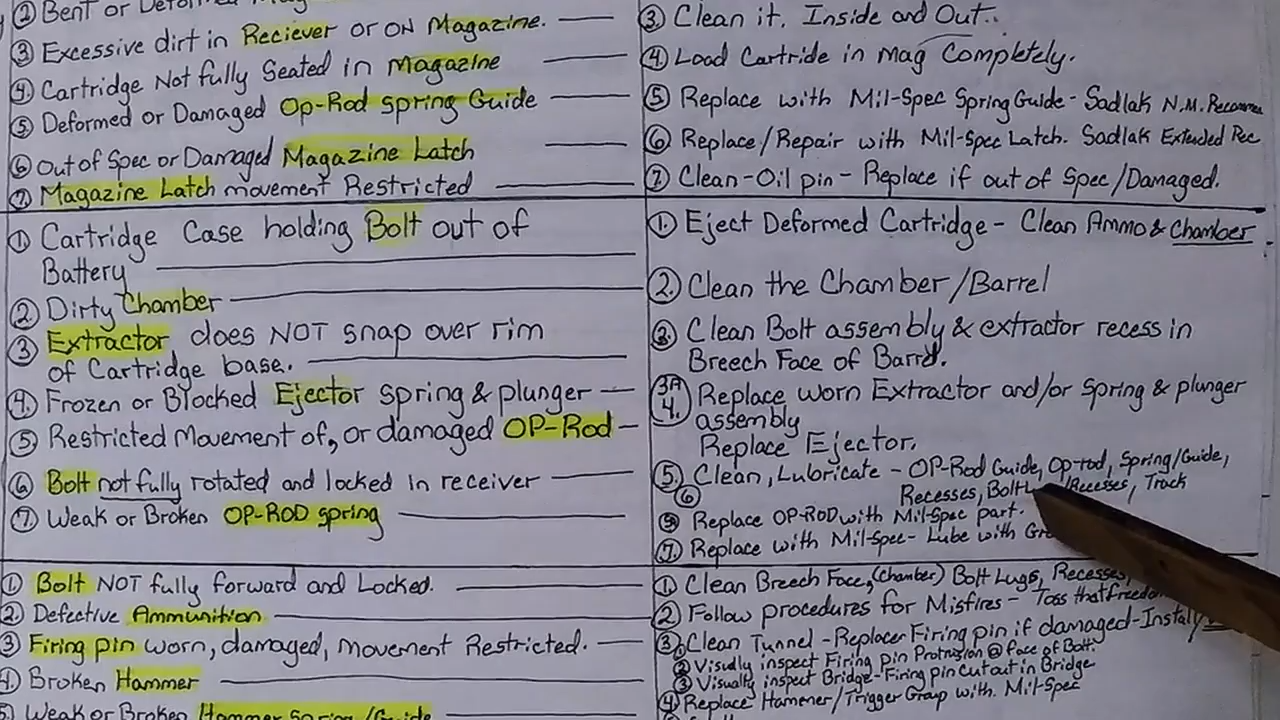 ② Bent or
③ Excessive dirt in Reciever or on Magazine.
④ Cartridge Not fully Seated in Magazine
⑤ Deformed or Damaged Op-Rod spring Guide
⑥ Out of Spec or Damaged Magazine Latch
⑦ Magazine Latch movement Restricted
③ Clean it. Inside and Out.
④ Load Cartride in mag Completely.
⑤ Replace with Mil-Spec Spring Guide - Sadlak N.M.
⑥ Replace/Repair with Mil-Spec Latch. Sadlak Extended Rec
⑦ Clean-Oil pin - Replace if out of Spec/Damaged.
① Cartridge Case holding Bolt out of
Battery
② Dirty Chamber
③ Extractor does NOT snap over rim
of Cartridge base.
④ Frozen or Blocked Ejector spring & plunger
⑤ Restricted Movement of, or damaged OP-Rod
⑥ Bolt not fully rotated and locked in receiver
⑦ Weak or Broken OP-ROD spring
① Eject Deformed Cartridge - Clean Ammo & Chamber
② Clean the Chamber/Barrel
③ Clean Bolt assembly & extractor recess in
Breech Face of Barrel.
3A Replace worn Extractor and/or Spring & plunger
assembly
4. Replace Ejector.
⑤ Clean, Lubricate - OP-Rod Guide, Op-rod, Spring/Guide,
⑥ Recesses, Bolt /Recesses, Track
⑤ Replace OP-ROD with Mil-Spec part.
⑦ Replace with Mil-Spec - Lube with
① Bolt NOT fully forward and Locked.
② Defective Ammunition
③ Firing pin worn, damaged, movement Restricted.
④ Broken Hammer
⑤ Weak or Broken Hammer Spring/Guide
① Clean Breech Face, (Chamber) Bolt Lugs, Recesses,
② Follow procedures for Misfires - Toss that
③ ① Clean Tunnel - Replace Firing pin if damaged - Install
② Visually inspect Firing pin Protrusion @ face of Bolt.
③ Visually inspect Bridge - Firing pin cutout in Bridge
④ Replace Hammer/Trigger Group with Mil-Spec